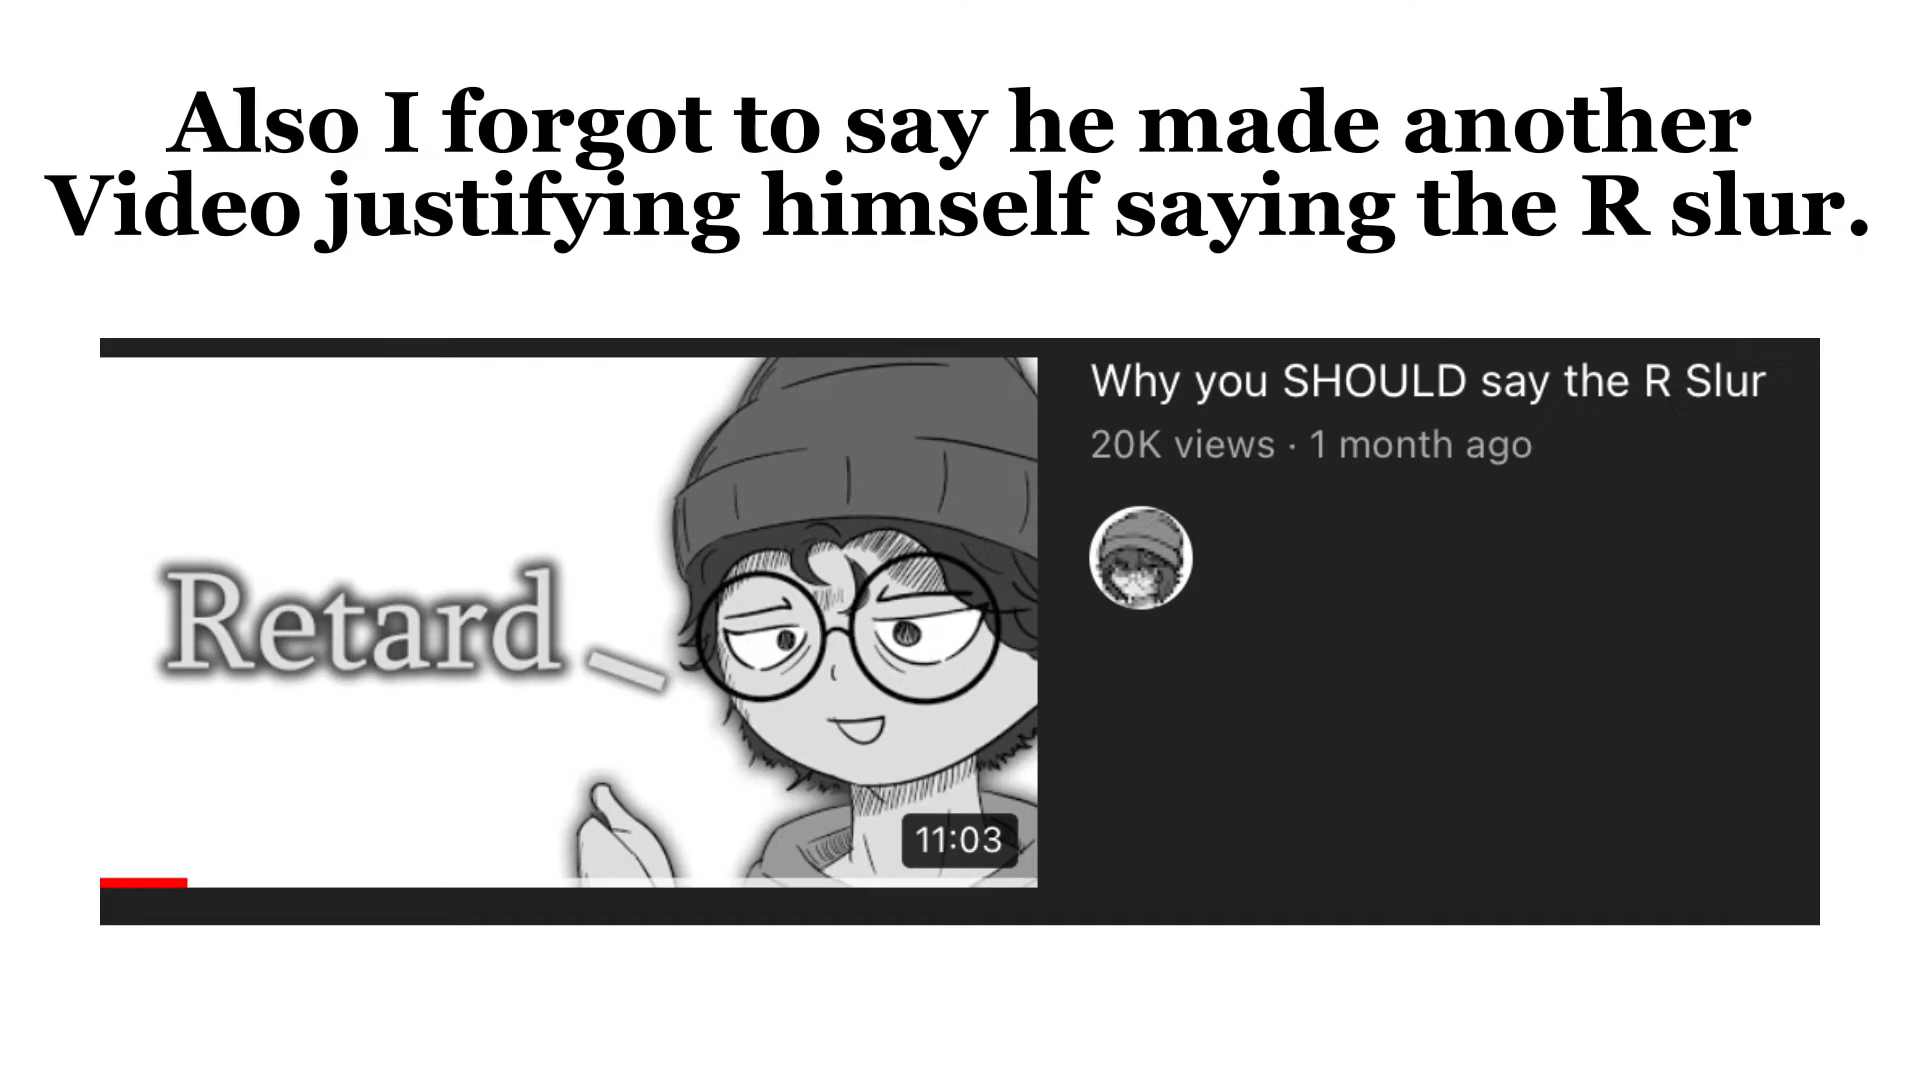 Also I forgot to say he made another
Video justifying himself saying the R slur.
Why you SHOULD say the R Slur
20K views · 1 month ago
Retard
11:03